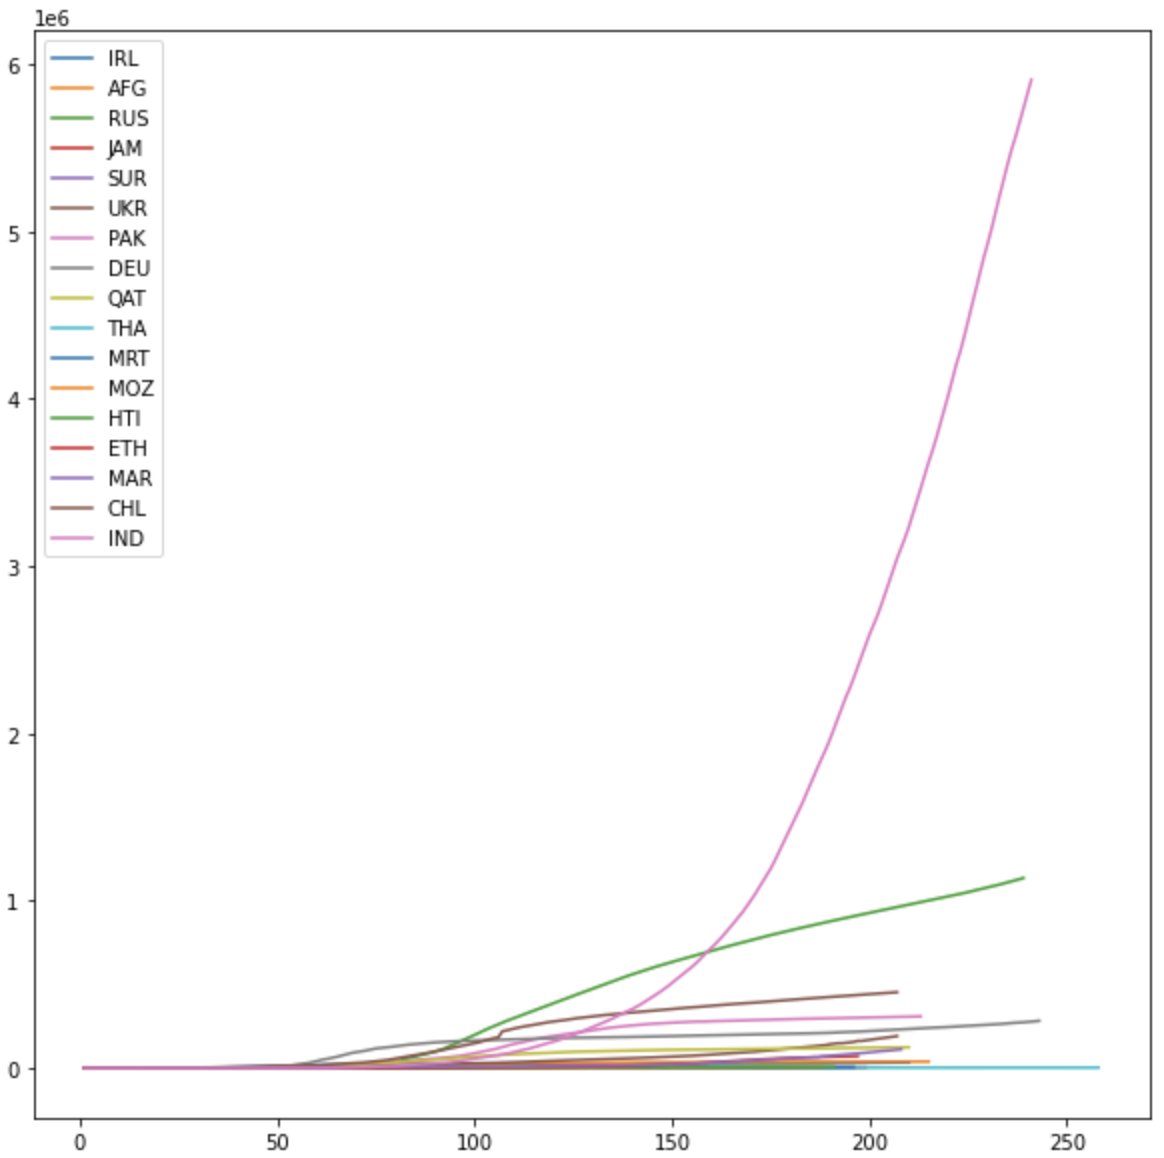 1e6
6
5
4
3
2
1
0
IRL
AFG
RUS
JAM
SUR
UKR
PAK
DEU
QAT
THA
MRT
MOZ
HTI
ETH
MAR
CHL
IND
0 50 100 150 200 250